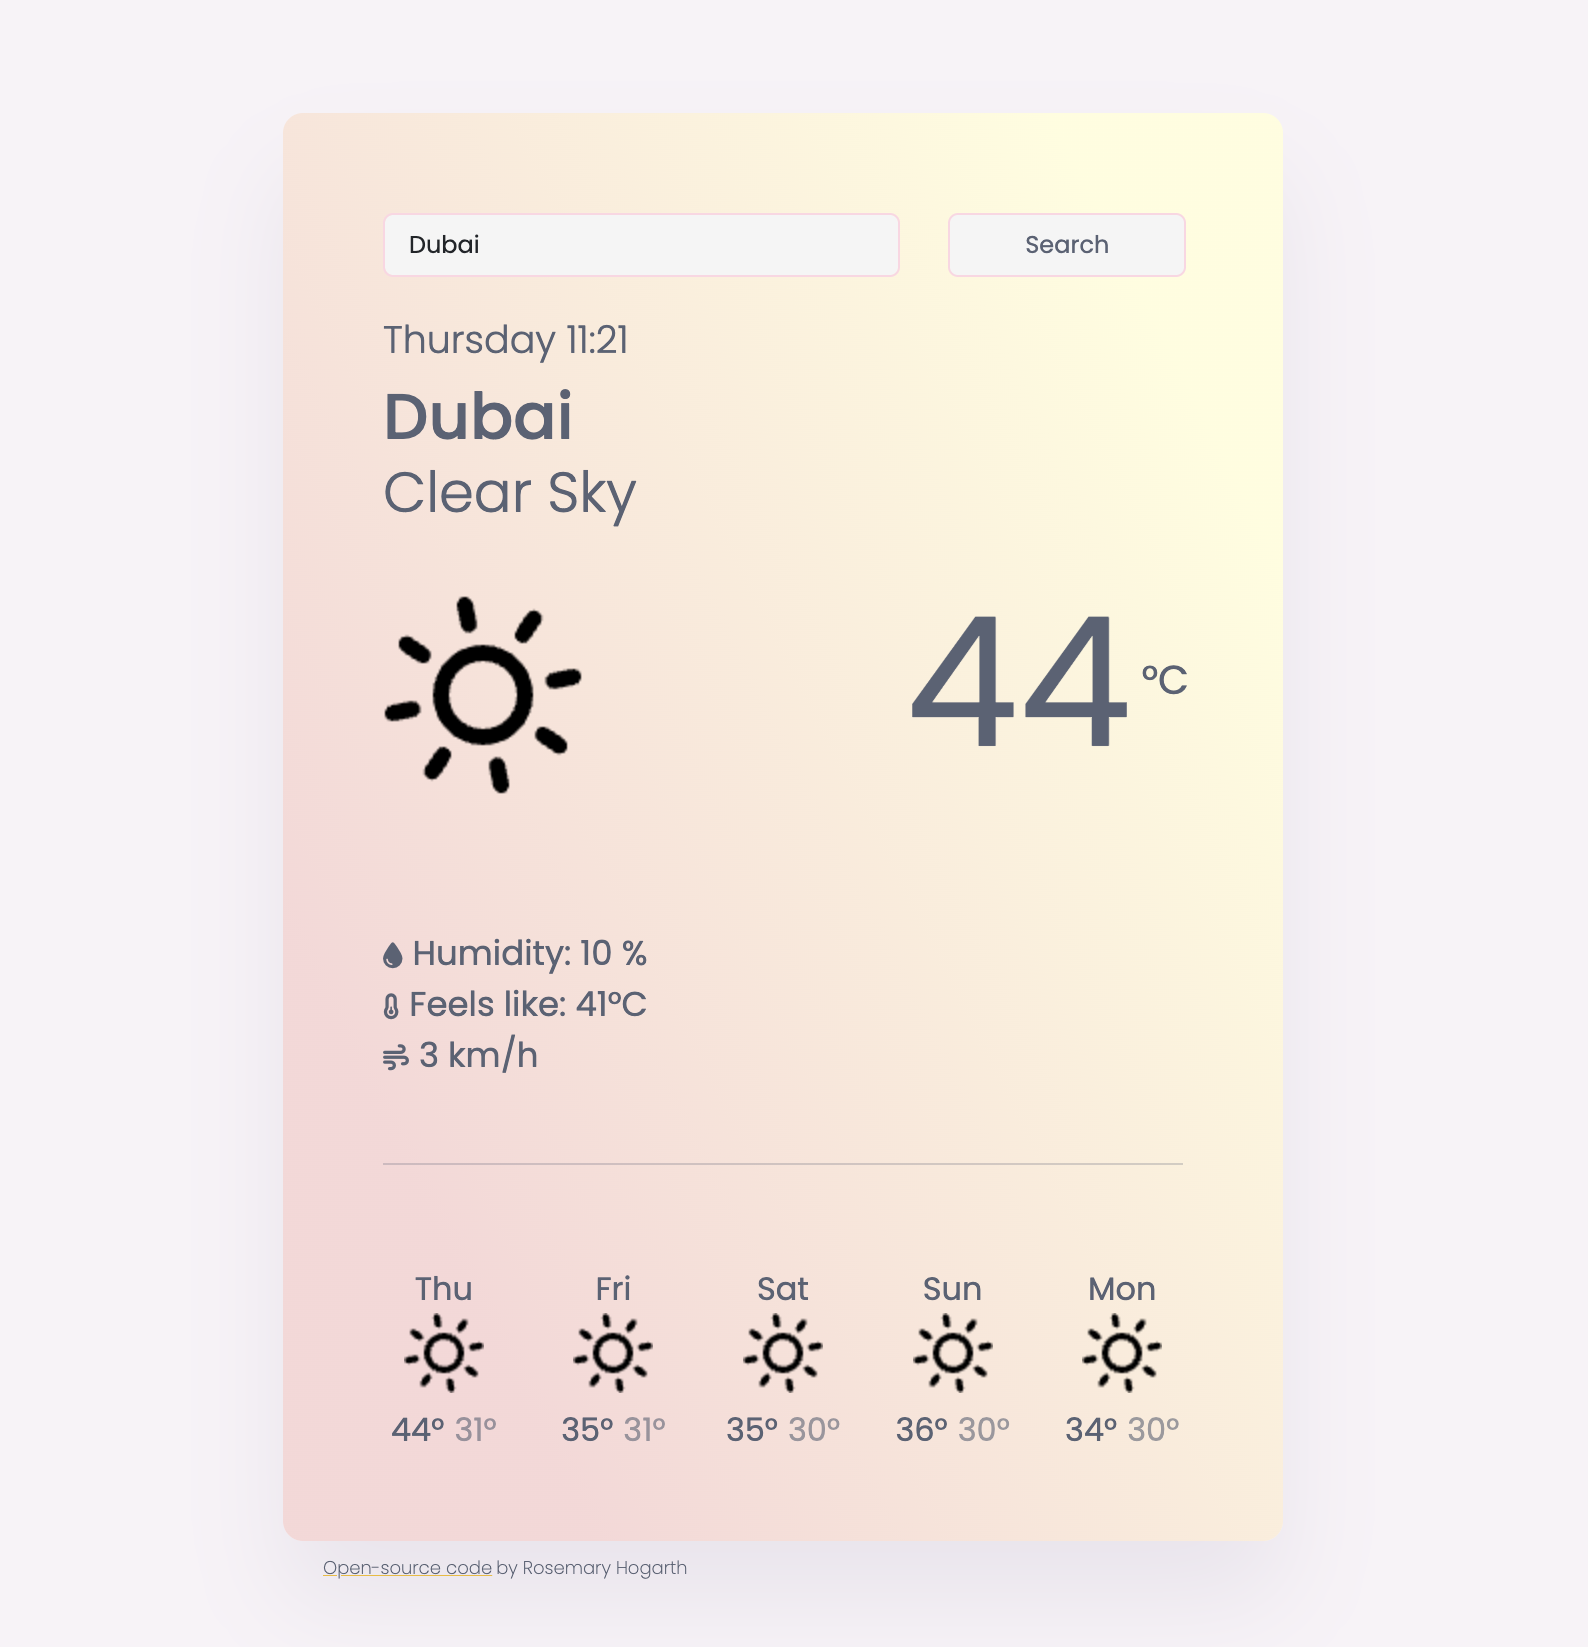 Dubai
Search
Thursday 11:21
Dubai
Clear Sky
44 °C
Humidity: 10 %
Feels like: 41°C
3 km/h
Thu Fri Sat Sun Mon
44° 31° 35° 31° 35° 30° 36° 30° 34° 30°
Open-source code by Rosemary Hogarth